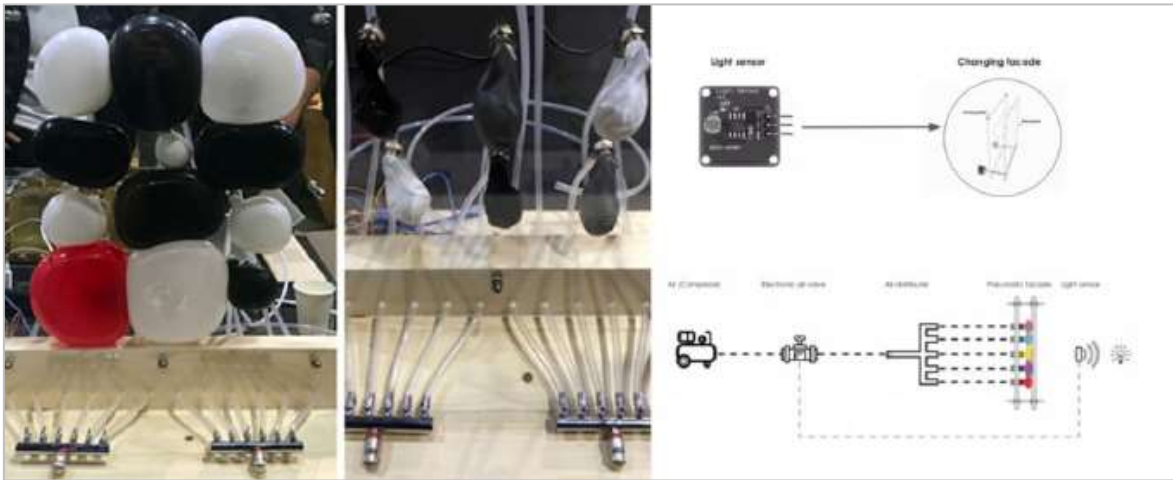 Light sensor
Changing facade
Air (Compressor)
Electronic air valve
Air distributor
Pneumatic facade
Light sensor